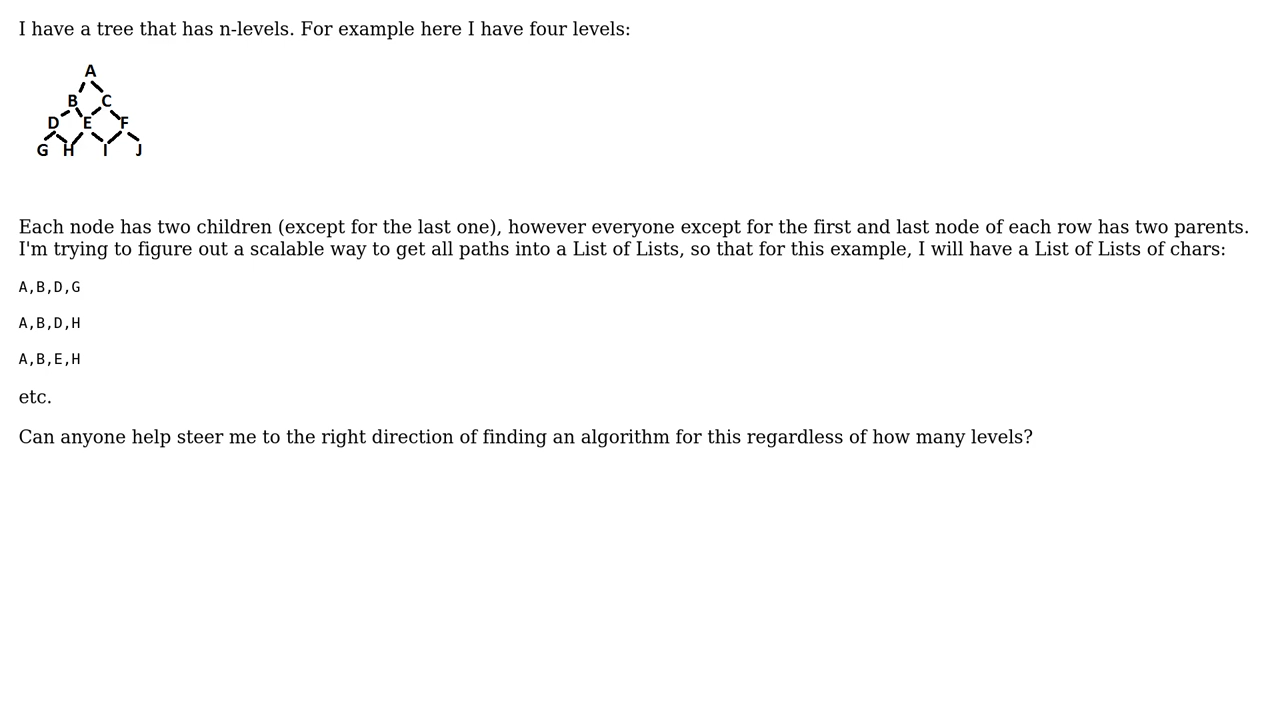 I have a tree that has n-levels. For example here I have four levels:
A
B C
D E F
G H I J
Each node has two children (except for the last one), however everyone except for the first and last node of each row has two parents.
I'm trying to figure out a scalable way to get all paths into a List of Lists, so that for this example, I will have a List of Lists of chars:
A,B,D,G
A,B,D,H
A,B,E,H
etc.
Can anyone help steer me to the right direction of finding an algorithm for this regardless of how many levels?